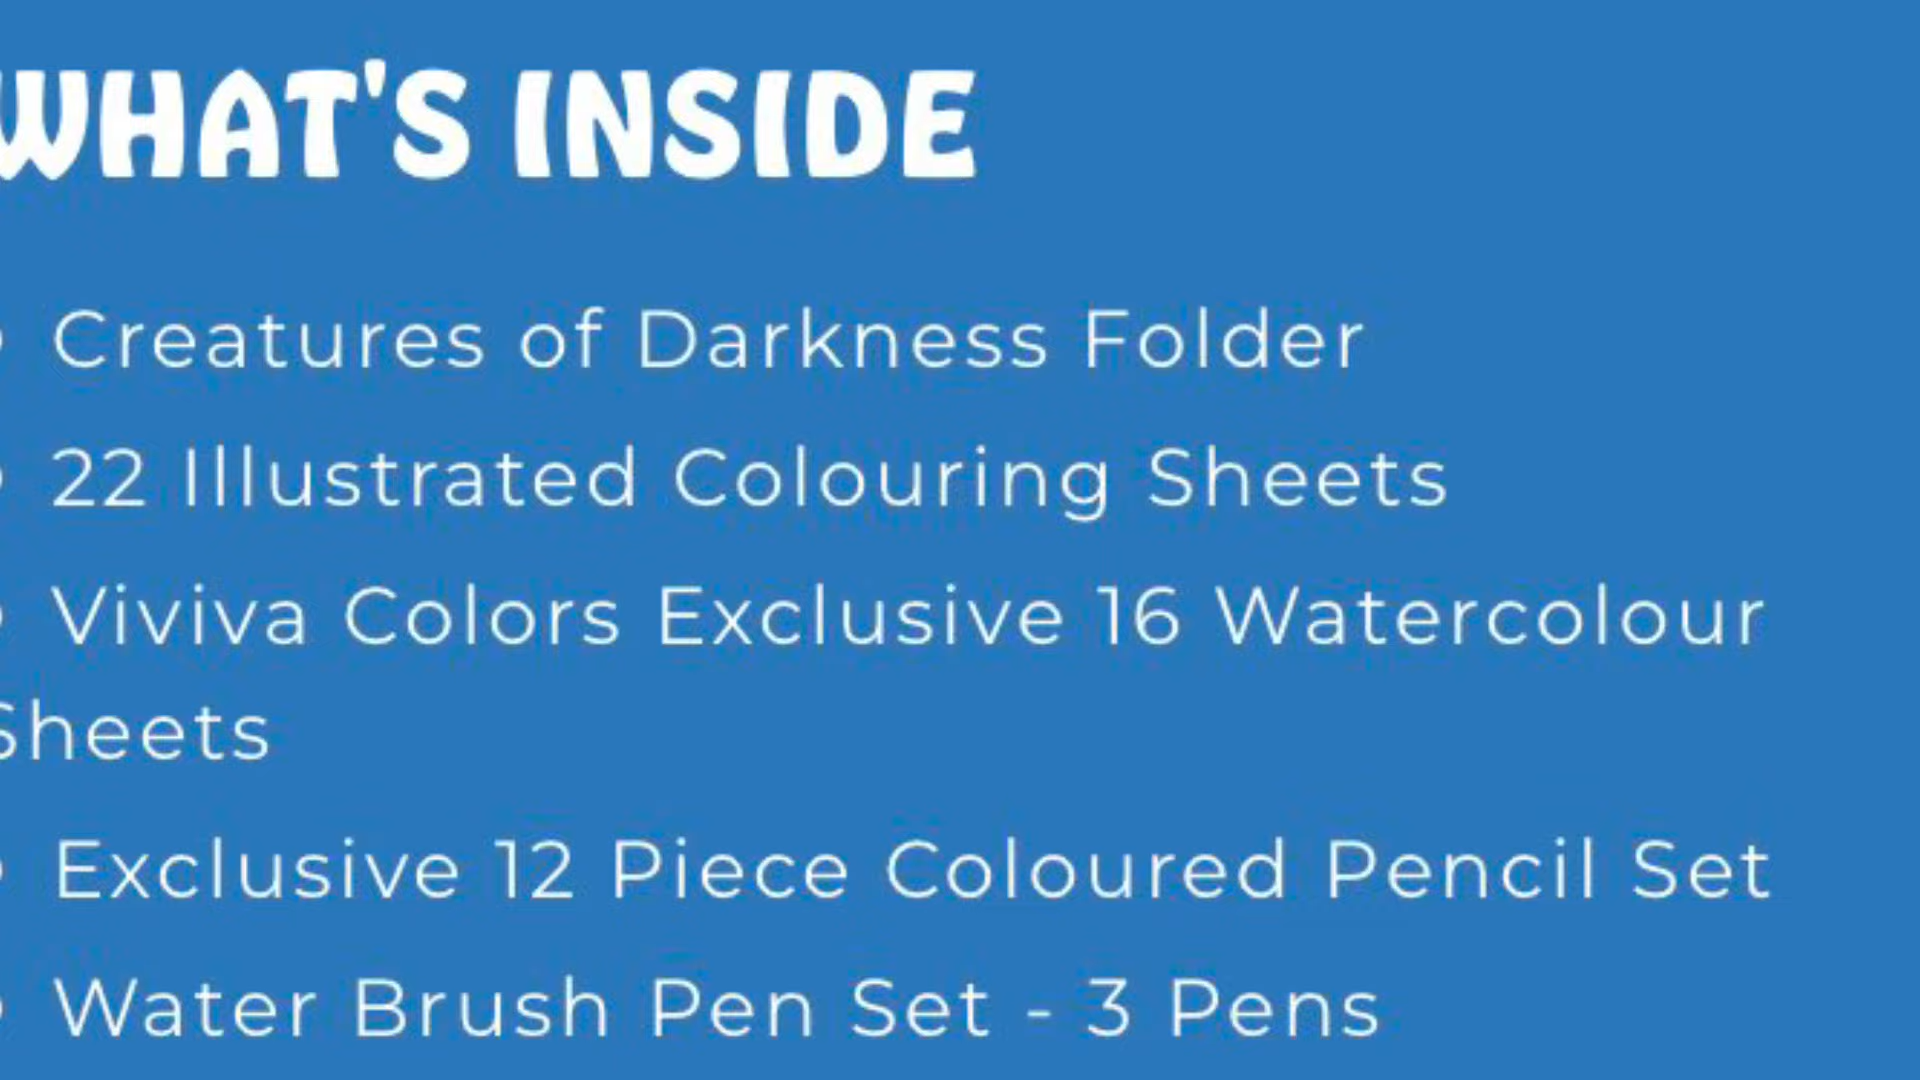 WHAT'S INSIDE
• Creatures of Darkness Folder
• 22 Illustrated Colouring Sheets
• Viviva Colors Exclusive 16 Watercolour
Sheets
• Exclusive 12 Piece Coloured Pencil Set
• Water Brush Pen Set - 3 Pens